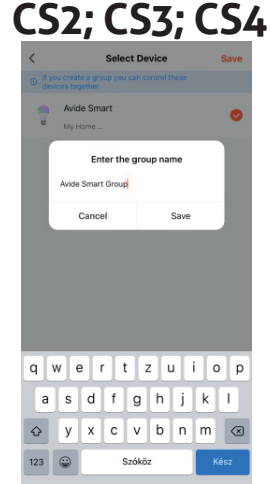 CS2; CS3; CS4
Select Device
Save
If you create a group you can control these
devices together.
Avide Smart
My Home ...
Enter the group name
Avide Smart Group
Cancel
Save
q w e r t z u i o p
a s d f g h j k l
y x c v b n m
123
Szóköz
Kész